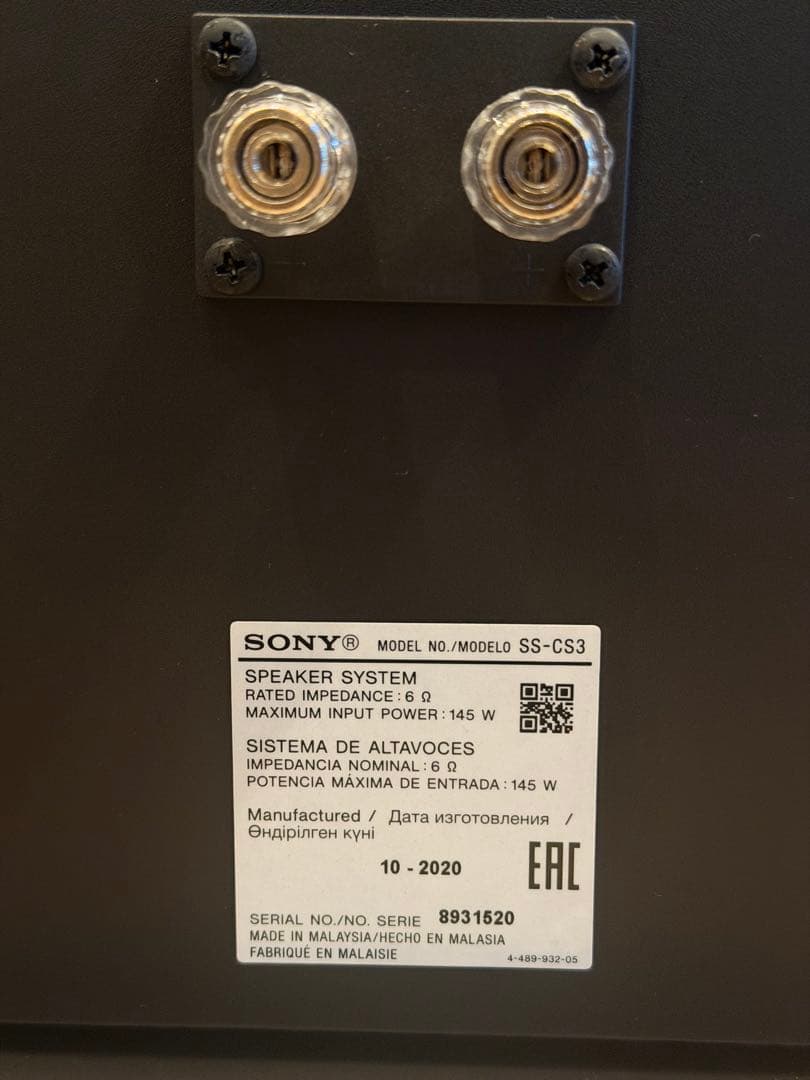 - +
SONY® MODEL NO./MODELO SS-CS3
SPEAKER SYSTEM
RATED IMPEDANCE : 6 Ω
MAXIMUM INPUT POWER : 145 W
SISTEMA DE ALTAVOCES
IMPEDANCIA NOMINAL : 6 Ω
POTENCIA MÁXIMA DE ENTRADA : 145 W
Manufactured / Дата изготовления /
Өндірілген күні
10 - 2020
EAC
SERIAL NO./NO. SERIE 8931520
MADE IN MALAYSIA/HECHO EN MALASIA
FABRIQUÉ EN MALAISIE
4-489-932-05